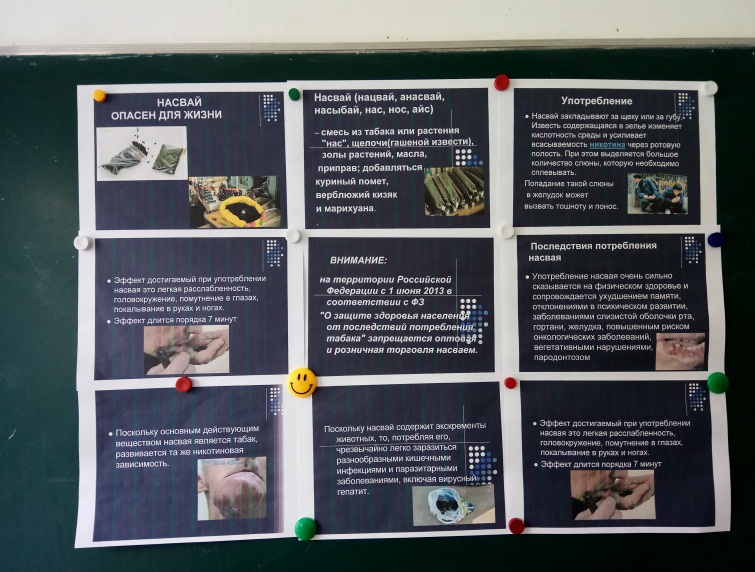 НАСВАЙ
ОПАСЕН ДЛЯ ЖИЗНИ
Насвай (нацвай, анасвай,
насыбай, нас, нос, айс)
– смесь из табака или растения
"нас", щелочи(гашеной извести),
золы растений, масла,
приправ; добавляться
куриный помет,
верблюжий кизяк
и марихуана.
Употребление
Насвай закладывают за щеку или за губу.
Известь содержащаяся в зелье изменяет
кислотность среды и усиливает
всасываемость никотина через ротовую
полость. При этом выделяется большое
количество слюны, которую необходимо
сплевывать.
Попадание такой слюны
в желудок может
вызвать тошноту и понос.
Эффект достигаемый при употреблении
насвая это легкая расслабленность,
головокружение, помутнение в глазах,
покалывание в руках и ногах.
Эффект длится порядка 7 минут
ВНИМАНИЕ:
на территории Российской
Федерации с 1 июня 2013 в
соответствии с ФЗ
"О защите здоровья населения
от последствий потребления
табака" запрещается оптовая
и розничная торговля насваем.
Последствия потребления
насвая
Употребление насвая очень сильно
сказывается на физическом здоровье и
сопровождается ухудшением памяти,
отклонениями в психическом развитии,
заболеваниями слизистой оболочки рта,
гортани, желудка, повышенным риском
онкологических заболеваний,
вегетативными нарушениями,
пародонтозом
Поскольку основным действующим
веществом насвая является табак,
развивается та же никотиновая
зависимость.
Поскольку насвай содержит экскременты
животных, то, потребляя его,
чрезвычайно легко заразиться
разнообразными кишечными
инфекциями и паразитарными
заболеваниями, включая вирусный
гепатит.
Эффект достигаемый при употреблении
насвая это легкая расслабленность,
головокружение, помутнение в глазах,
покалывание в руках и ногах.
Эффект длится порядка 7 минут